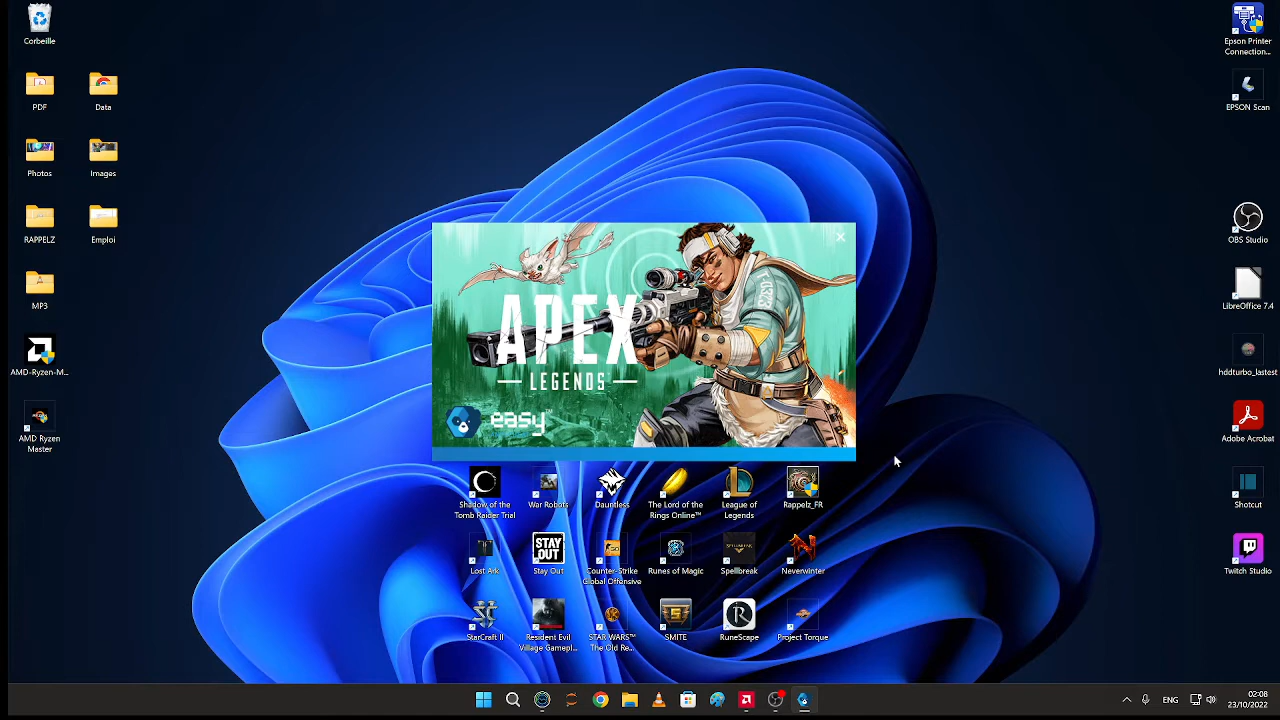 Corbeille
PDF
Data
Photos
Images
RAPPELZ
Emploi
MP3
AMD-Ryzen-M...
AMD Ryzen
Master
APEX
LEGENDS
easy™
Shadow of the
Tomb Raider Trial
War Robots
Dauntless
The Lord of the
Rings Online™
League of
Legends
Rappelz_FR
Lost Ark
STAY
OUT
Stay Out
Counter-Strike
Global Offensive
Runes of Magic
SPELLBREAK
Spellbreak
Neverwinter
StarCraft II
Resident Evil
Village Gamepl...
STAR WARS™
The Old Re...
SMITE
RuneScape
Project Torque
Epson Printer
Connection...
EPSON Scan
OBS Studio
LibreOffice 7.4
hddturbo_latest
Adobe Acrobat
Shotcut
Twitch Studio
ENG
02:08
23/10/2022